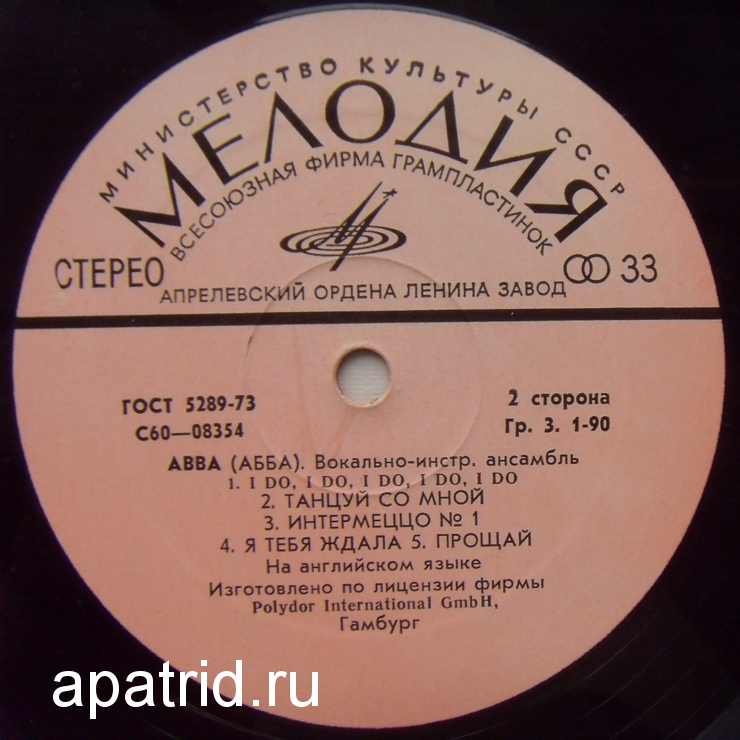 МИНИСТЕРСТВО КУЛЬТУРЫ СССР
МЕЛОДИЯ
ВСЕСОЮЗНАЯ ФИРМА ГРАМПЛАСТИНОК
СТЕРЕО
33
АПРЕЛЕВСКИЙ ОРДЕНА ЛЕНИНА ЗАВОД
ГОСТ 5289-73
2 сторона
С60—08354
Гр. 3. 1-90
ABBA (АББА). Вокально-инстр. ансамбль
1. I DO, I DO, I DO, I DO, I DO
2. ТАНЦУЙ СО МНОЙ
3. ИНТЕРМЕЦЦО № 1
4. Я ТЕБЯ ЖДАЛА 5. ПРОЩАЙ
На английском языке
Изготовлено по лицензии фирмы
Polydor International GmbH,
Гамбург
apatrid.ru